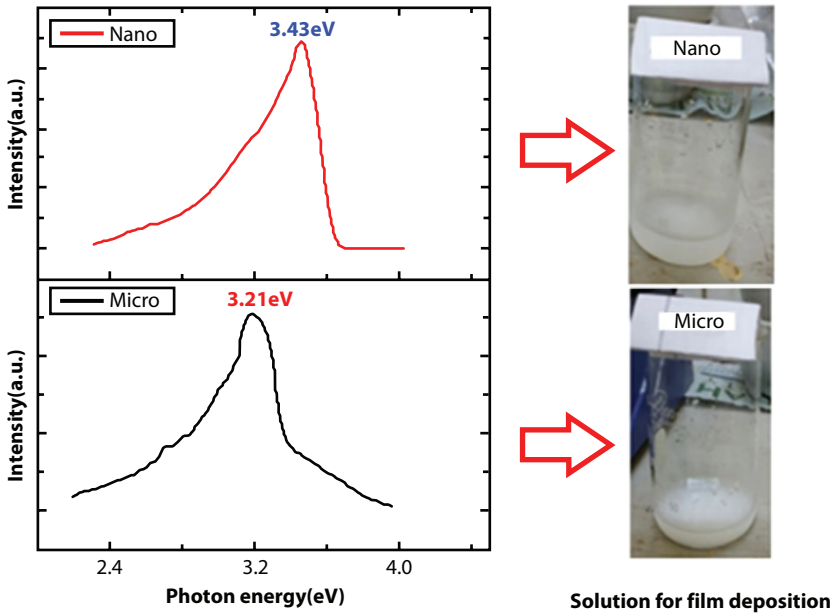 Nano
3.43eV
Intensity(a.u.)
Nano
Micro
3.21eV
Intensity(a.u.)
Micro
2.4
3.2
4.0
Photon energy(eV)
Solution for film deposition